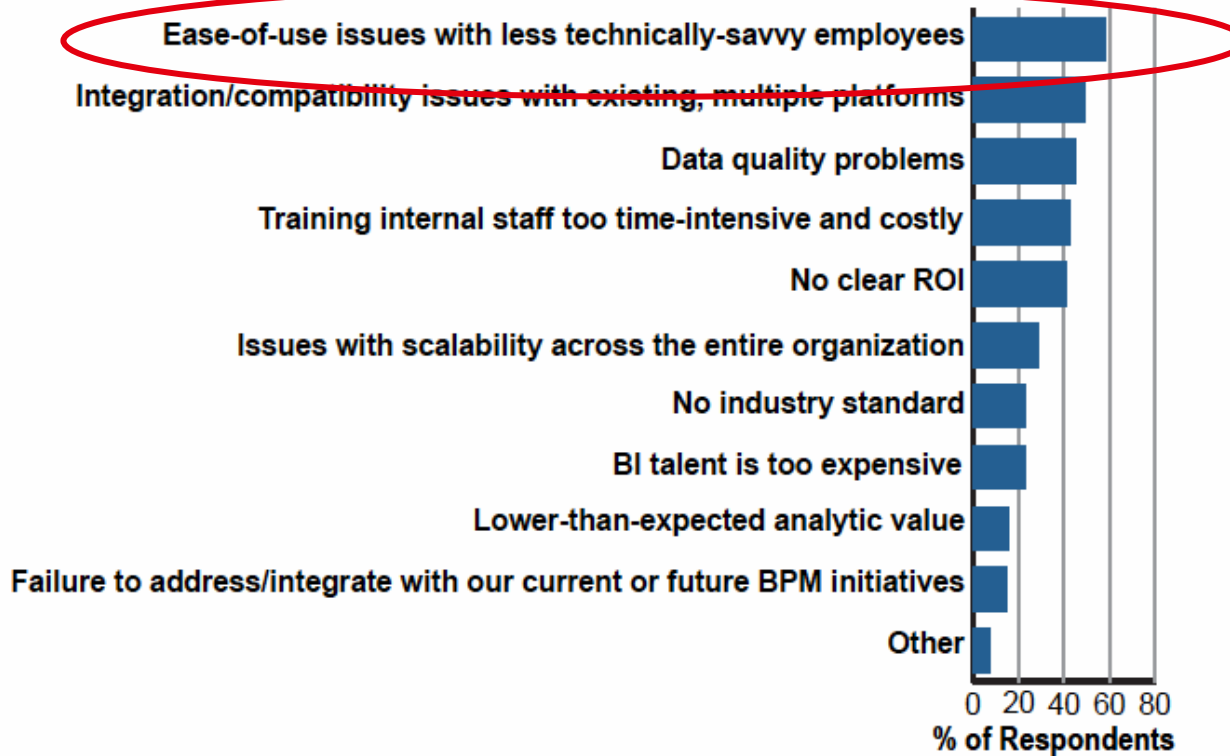 Ease-of-use issues with less technically-savvy employees
Integration/compatibility issues with existing, multiple platforms
Data quality problems
Training internal staff too time-intensive and costly
No clear ROI
Issues with scalability across the entire organization
No industry standard
BI talent is too expensive
Lower-than-expected analytic value
Failure to address/integrate with our current or future BPM initiatives
Other
0 20 40 60 80
% of Respondents